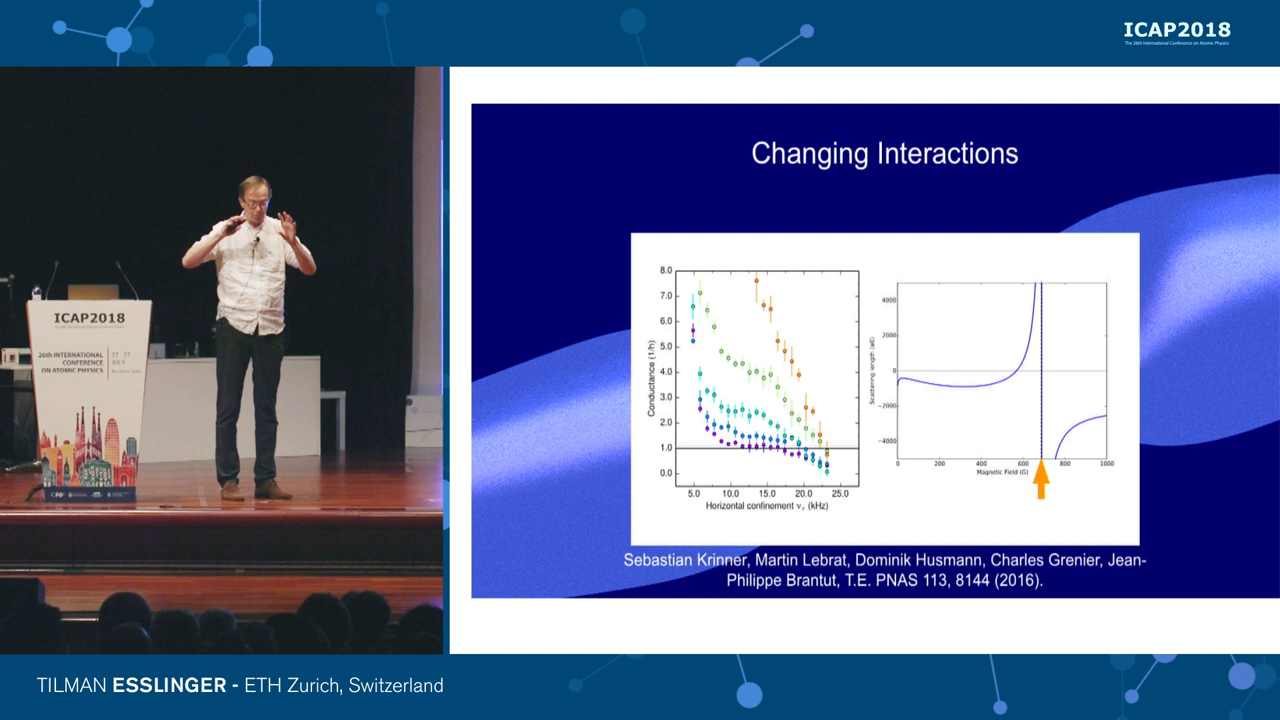 ICAP2018
The 26th International Conference on Atomic Physics
Changing Interactions
8.0
7.0
6.0
5.0
4.0
3.0
2.0
1.0
0.0
Conductance (1/h)
5.0 10.0 15.0 20.0 25.0
Horizontal confinement νx (kHz)
4000
2000
0
−2000
−4000
Scattering length (a0)
0 200 400 600 800 1000
Magnetic Field (G)
Sebastian Krinner, Martin Lebrat, Dominik Husmann, Charles Grenier, Jean-
Philippe Brantut, T.E. PNAS 113, 8144 (2016).
ICAP2018
26th INTERNATIONAL
CONFERENCE
ON ATOMIC PHYSICS
22 - 27
JULY
TILMAN ESSLINGER - ETH Zurich, Switzerland